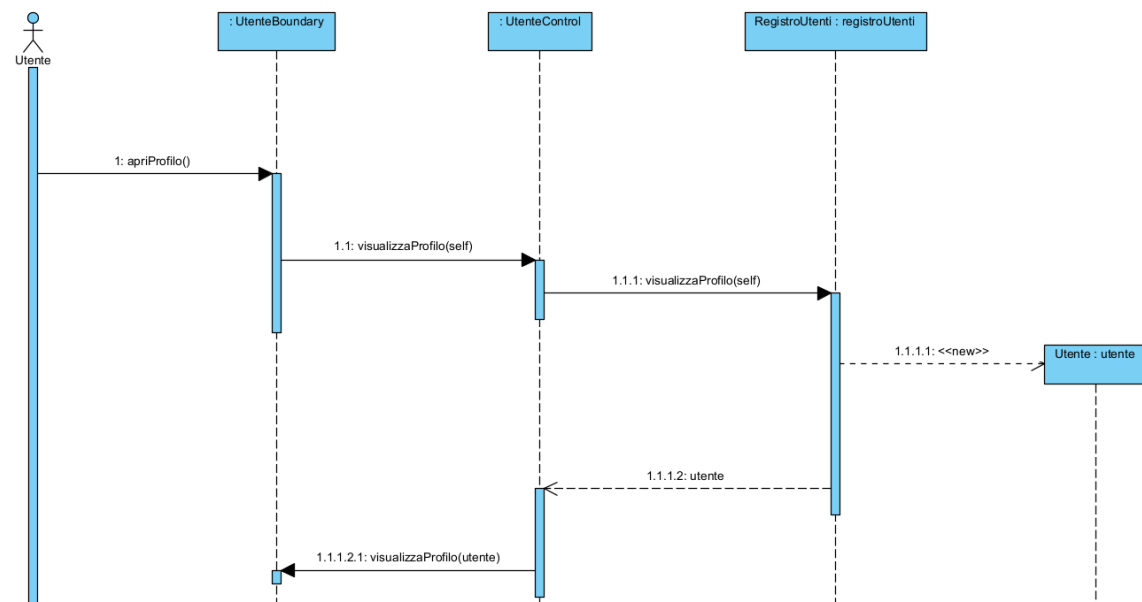 : UtenteBoundary
: UtenteControl
RegistroUtenti : registroUtenti
Utente
1: apriProfilo()
1.1: visualizzaProfilo(self)
1.1.1: visualizzaProfilo(self)
1.1.1.1: <<new>>
Utente : utente
1.1.1.2: utente
1.1.1.2.1: visualizzaProfilo(utente)